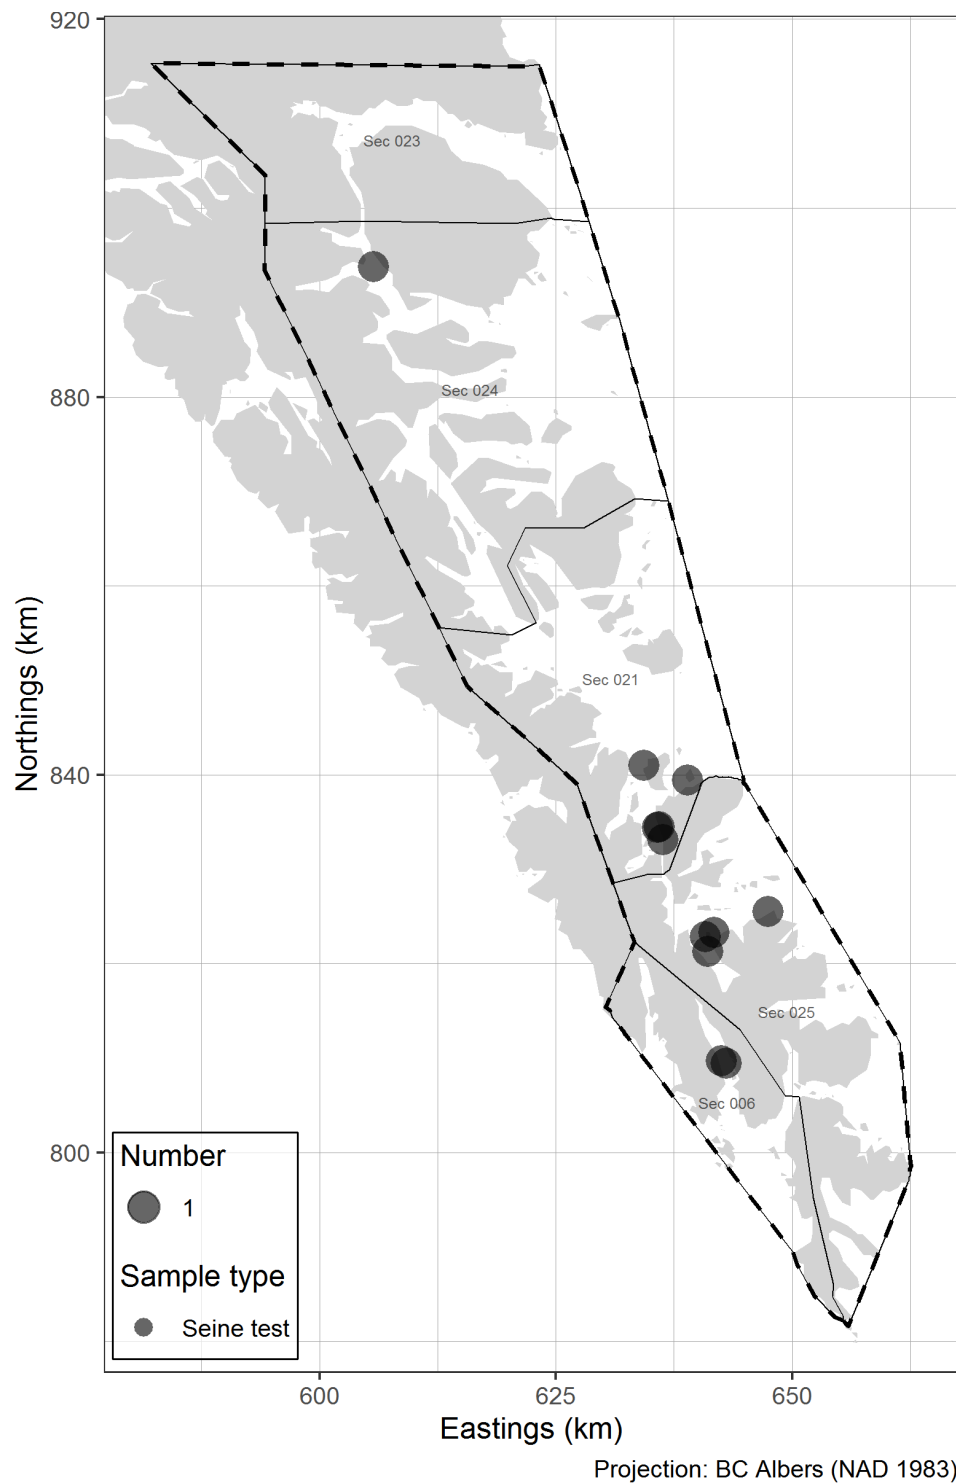 920
880
840
800
Northings (km)
Sec 023
Sec 024
Sec 021
Sec 025
Sec 006
Number
1
Sample type
Seine test
600
625
650
Eastings (km)
Projection: BC Albers (NAD 1983)